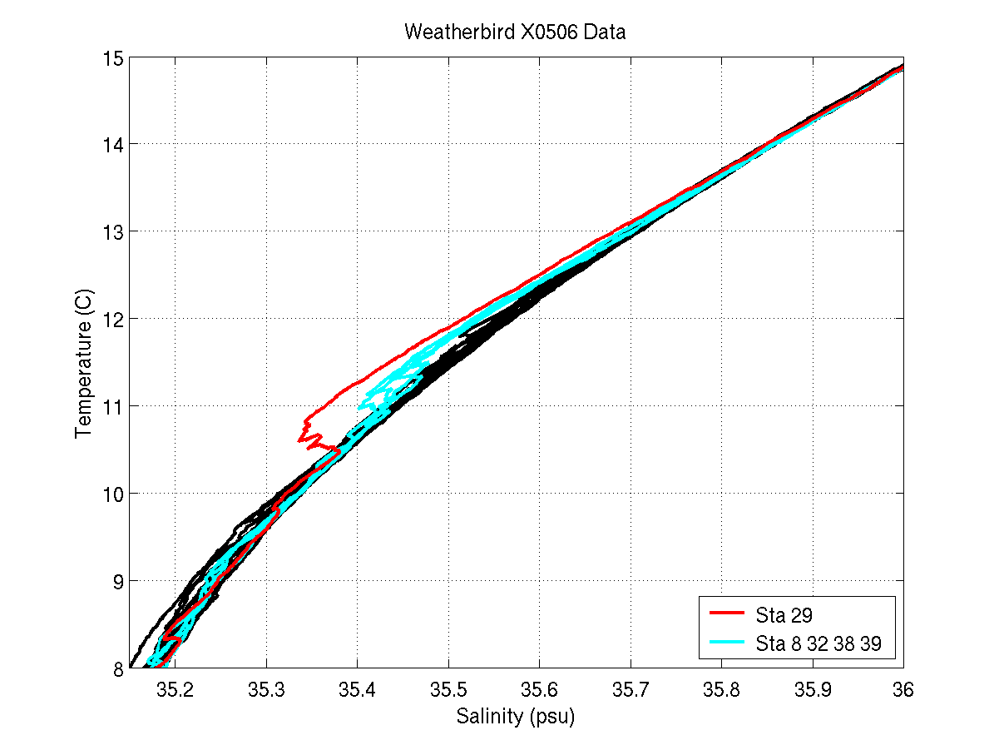 Weatherbird X0506 Data
15
14
13
12
11
10
9
8
Temperature (C)
35.2 35.3 35.4 35.5 35.6 35.7 35.8 35.9 36
Salinity (psu)
Sta 29
Sta 8 32 38 39